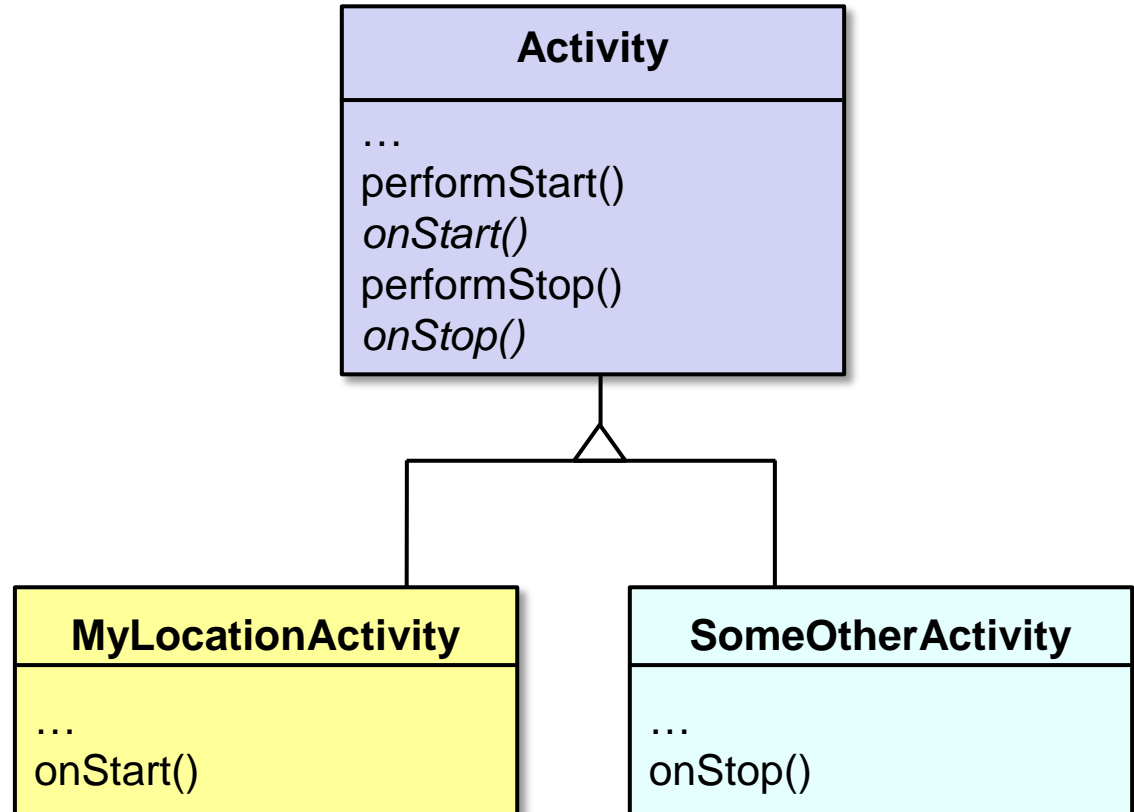 Activity
…
performStart()
onStart()
performStop()
onStop()
MyLocationActivity
…
onStart()
SomeOtherActivity
…
onStop()